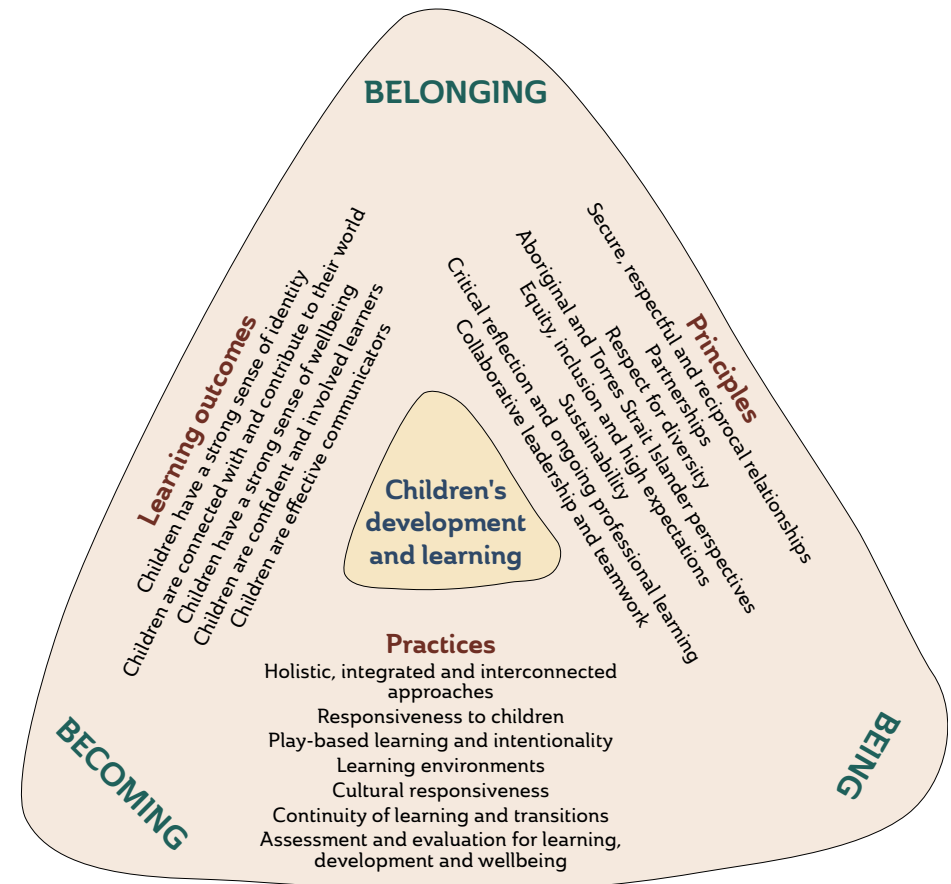 BELONGING
Learning outcomes
Children have a strong sense of identity
Children are connected with and contribute to their world
Children have a strong sense of wellbeing
Children are confident and involved learners
Children are effective communicators
Principles
Secure, respectful and reciprocal relationships
Partnerships
Respect for diversity
Aboriginal and Torres Strait Islander perspectives
Equity, inclusion and high expectations
Sustainability
Critical reflection and ongoing professional learning
Collaborative leadership and teamwork
Children's
development
and learning
Practices
Holistic, integrated and interconnected
approaches
Responsiveness to children
Play-based learning and intentionality
Learning environments
Cultural responsiveness
Continuity of learning and transitions
Assessment and evaluation for learning,
development and wellbeing
BECOMING
BEING